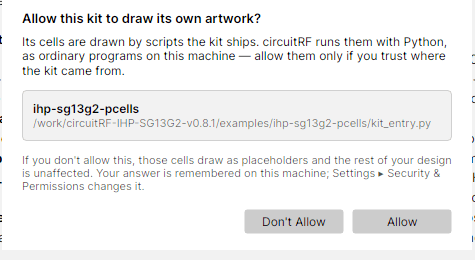 Allow this kit to draw its own artwork?
Its cells are drawn by scripts the kit ships. circuitRF runs them with Python,
as ordinary programs on this machine — allow them only if you trust where
the kit came from.
ihp-sg13g2-pcells
/work/circuitRF-IHP-SG13G2-v0.8.1/examples/ihp-sg13g2-pcells/kit_entry.py
If you don't allow this, those cells draw as placeholders and the rest of your design
is unaffected. Your answer is remembered on this machine; Settings ▸ Security &
Permissions changes it.
Don't Allow
Allow